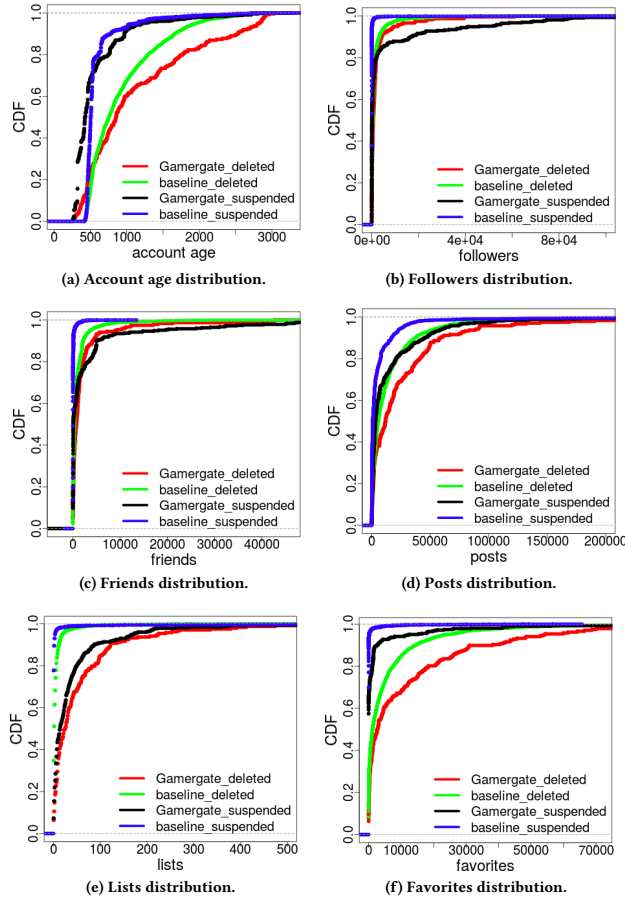 CDF
0.0 0.2 0.4 0.6 0.8 1.0
Gamergate_deleted
baseline_deleted
Gamergate_suspended
baseline_suspended
0 500 1000 2000 3000
account age
(a) Account age distribution.
CDF
0.0 0.2 0.4 0.6 0.8 1.0
Gamergate_deleted
baseline_deleted
Gamergate_suspended
baseline_suspended
0e+00 4e+04 8e+04
followers
(b) Followers distribution.
CDF
0.0 0.2 0.4 0.6 0.8 1.0
Gamergate_deleted
baseline_deleted
Gamergate_suspended
baseline_suspended
0 10000 20000 30000 40000
friends
(c) Friends distribution.
CDF
0.0 0.2 0.4 0.6 0.8 1.0
Gamergate_deleted
baseline_deleted
Gamergate_suspended
baseline_suspended
0 50000 100000 150000 200000
posts
(d) Posts distribution.
CDF
0.0 0.2 0.4 0.6 0.8 1.0
Gamergate_deleted
baseline_deleted
Gamergate_suspended
baseline_suspended
0 100 200 300 400 500
lists
(e) Lists distribution.
CDF
0.0 0.2 0.4 0.6 0.8 1.0
Gamergate_deleted
baseline_deleted
Gamergate_suspended
baseline_suspended
0 10000 30000 50000 70000
favorites
(f) Favorites distribution.